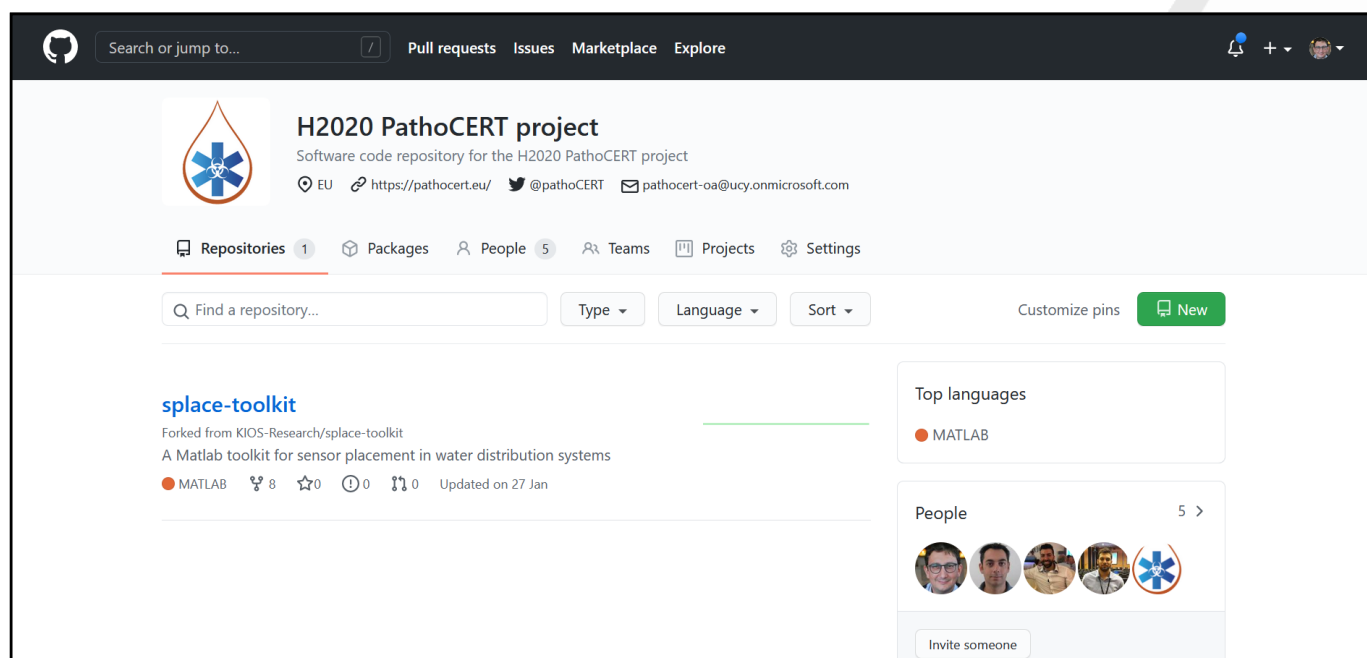 Search or jump to... / Pull requests Issues Marketplace Explore
H2020 PathoCERT project
Software code repository for the H2020 PathoCERT project
EU https://pathocert.eu/ @pathoCERT pathocert-oa@ucy.onmicrosoft.com
Repositories 1 Packages People 5 Teams Projects Settings
Find a repository... Type Language Sort Customize pins New
splace-toolkit
Forked from KIOS-Research/splace-toolkit
A Matlab toolkit for sensor placement in water distribution systems
MATLAB 8 0 0 0 Updated on 27 Jan
Top languages
MATLAB
People 5
Invite someone